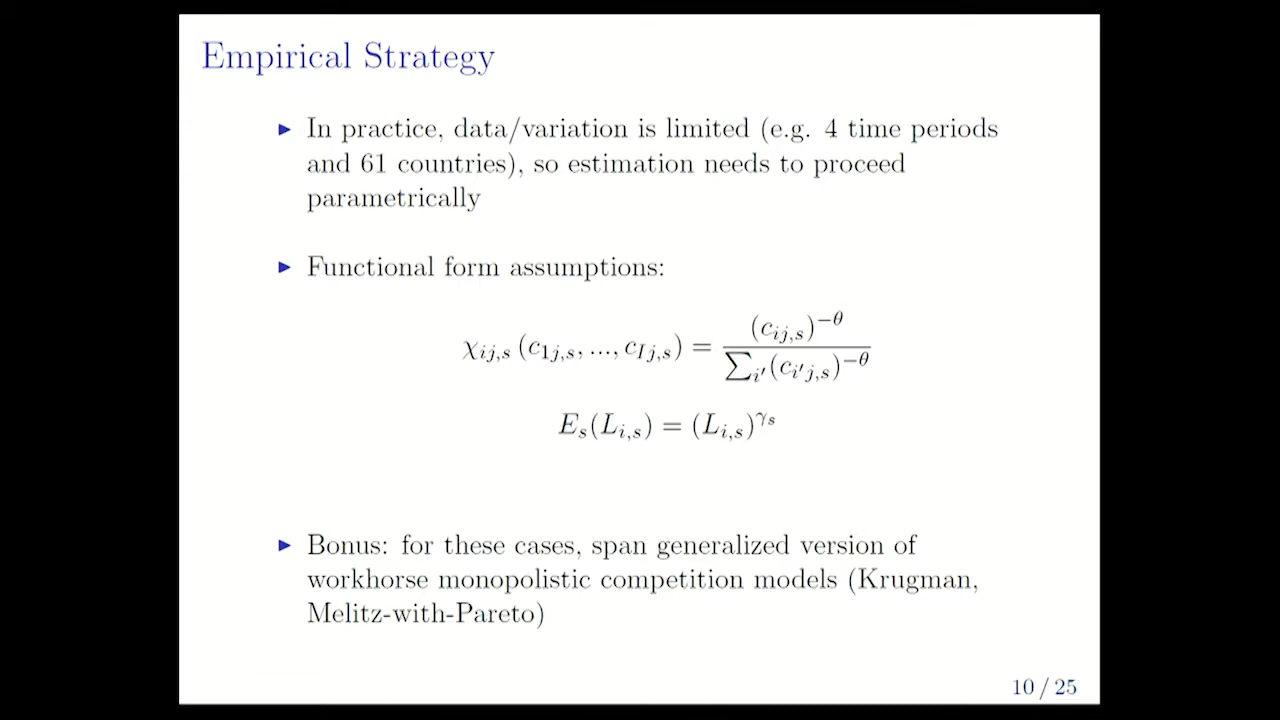 Empirical Strategy
▶ In practice, data/variation is limited (e.g. 4 time periods
and 61 countries), so estimation needs to proceed
parametrically
▶ Functional form assumptions:
χ_{ij,s} (c_{1j,s}, ..., c_{Ij,s}) = (c_{ij,s})^{−θ} / ∑_{i′}(c_{i′j,s})^{−θ}
E_s(L_{i,s}) = (L_{i,s})^{γ_s}
▶ Bonus: for these cases, span generalized version of
workhorse monopolistic competition models (Krugman,
Melitz-with-Pareto)
10 / 25